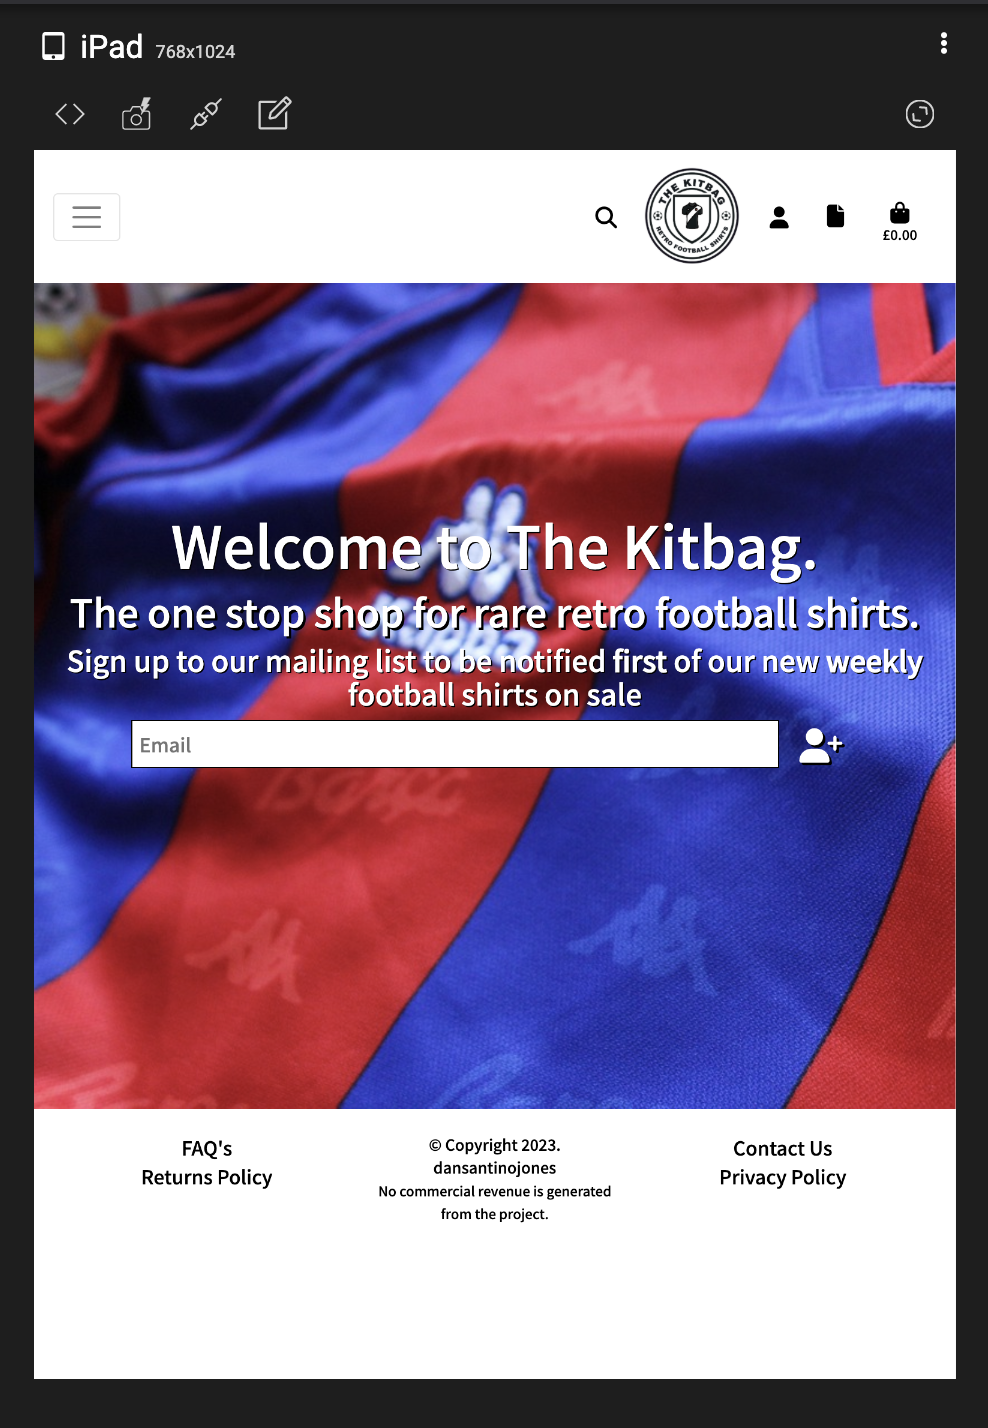 iPad 768x1024
THE KITBAG
RETRO FOOTBALL SHIRTS
£0.00
Welcome to The Kitbag.
The one stop shop for rare retro football shirts.
Sign up to our mailing list to be notified first of our new weekly
football shirts on sale
Kappa
Email
Barça
FAQ's
Returns Policy
© Copyright 2023.
dansantinojones
No commercial revenue is generated
from the project.
Contact Us
Privacy Policy